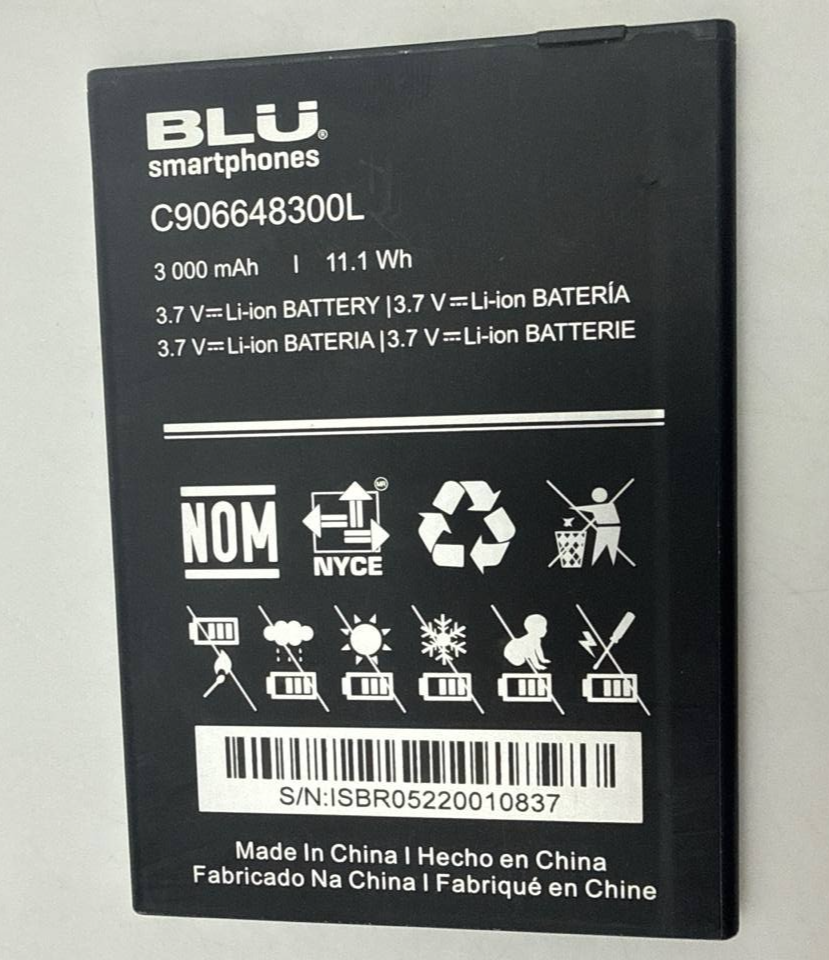 BLÜ®
smartphones
C906648300L
3 000 mAh | 11.1 Wh
3.7 V⎓Li-ion BATTERY | 3.7 V⎓Li-ion BATERÍA
3.7 V⎓Li-ion BATERIA | 3.7 V⎓Li-ion BATTERIE
NOM
MR
NYCE
S/N:ISBR05220010837
Made In China | Hecho en China
Fabricado Na China | Fabriqué en Chine